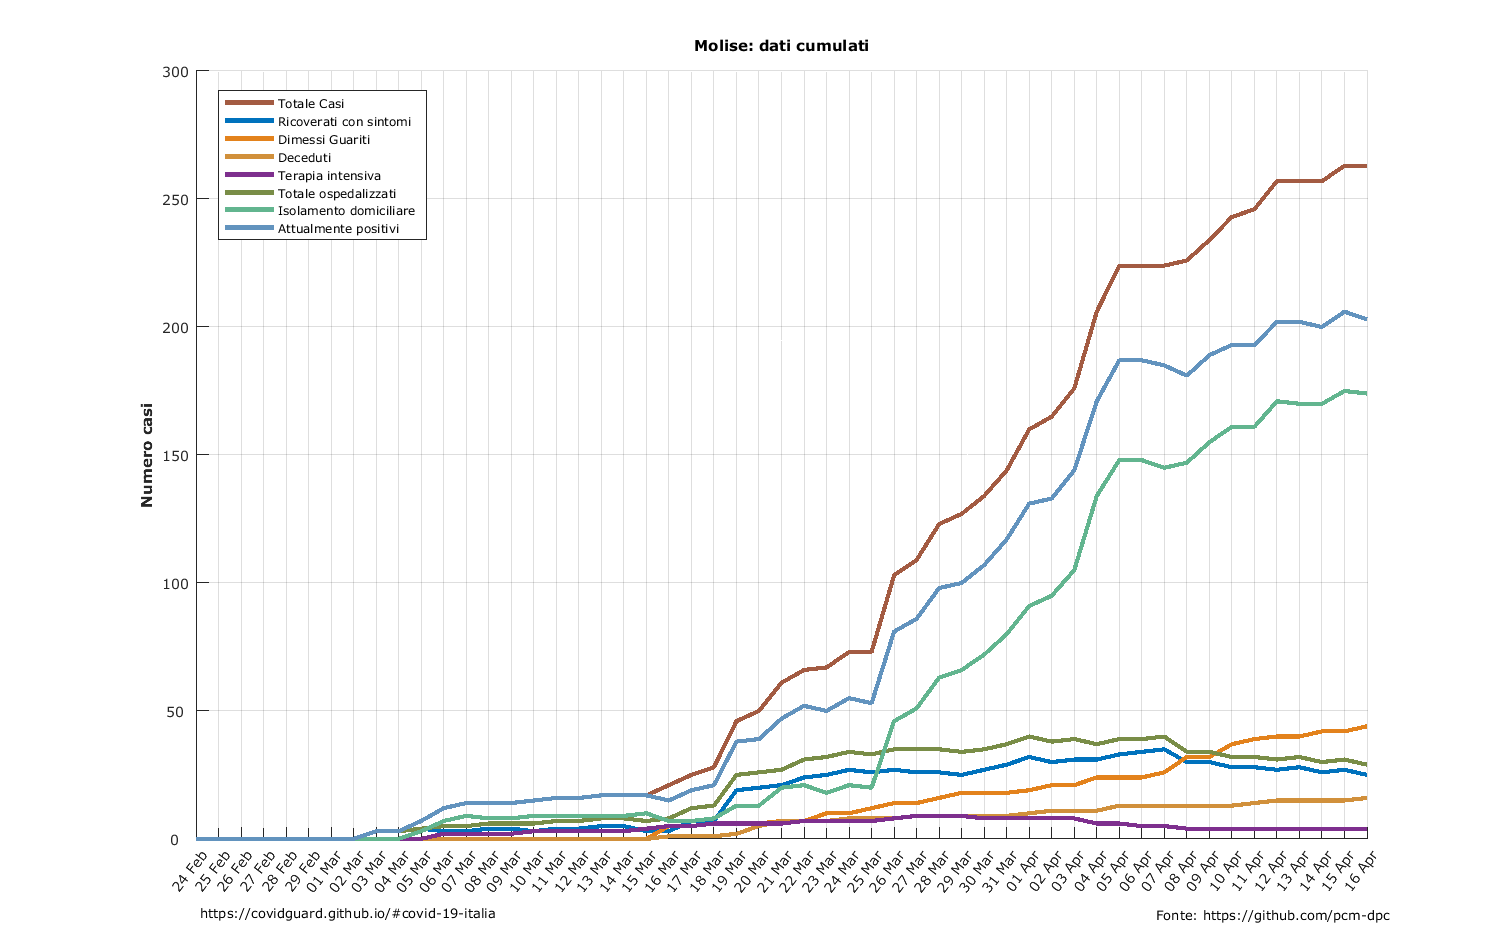 Molise: dati cumulati
Numero casi
300
250
200
150
100
50
0
Totale Casi
Ricoverati con sintomi
Dimessi Guariti
Deceduti
Terapia intensiva
Totale ospedalizzati
Isolamento domiciliare
Attualmente positivi
24 Feb
25 Feb
26 Feb
27 Feb
28 Feb
29 Feb
01 Mar
02 Mar
03 Mar
04 Mar
05 Mar
06 Mar
07 Mar
08 Mar
09 Mar
10 Mar
11 Mar
12 Mar
13 Mar
14 Mar
15 Mar
16 Mar
17 Mar
18 Mar
19 Mar
20 Mar
21 Mar
22 Mar
23 Mar
24 Mar
25 Mar
26 Mar
27 Mar
28 Mar
29 Mar
30 Mar
31 Mar
01 Apr
02 Apr
03 Apr
04 Apr
05 Apr
06 Apr
07 Apr
08 Apr
09 Apr
10 Apr
11 Apr
12 Apr
13 Apr
14 Apr
15 Apr
16 Apr
https://covidguard.github.io/#covid-19-italia
Fonte: https://github.com/pcm-dpc